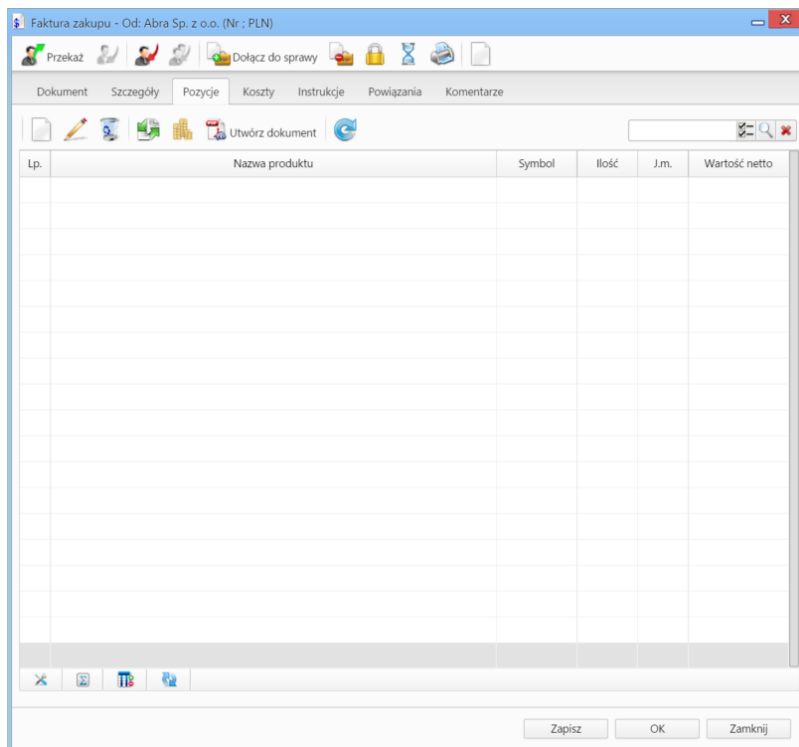 Faktura zakupu - Od: Abra Sp. z o.o. (Nr ; PLN)
Przekaż Dołącz do sprawy
Dokument Szczegóły Pozycje Koszty Instrukcje Powiązania Komentarze
Utwórz dokument
Lp. Nazwa produktu Symbol Ilość J.m. Wartość netto
Zapisz OK Zamknij